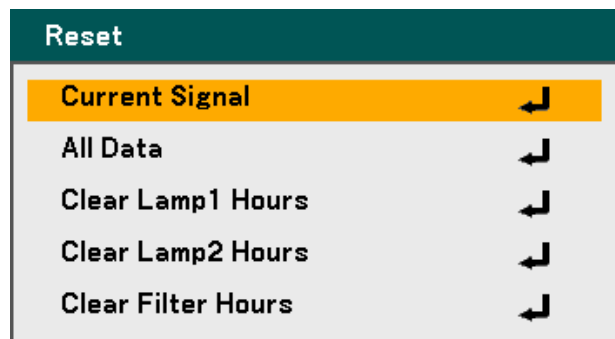 Reset
Current Signal
All Data
Clear Lamp1 Hours
Clear Lamp2 Hours
Clear Filter Hours